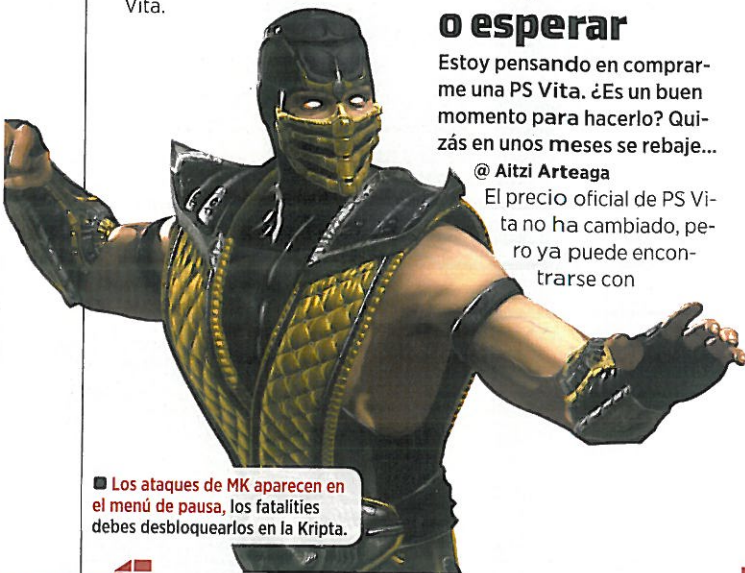 Vita.
o esperar
Estoy pensando en comprar-
me una PS Vita. ¿Es un buen
momento para hacerlo? Qui-
zás en unos meses se rebaje...
@ Aitzi Arteaga
El precio oficial de PS Vi-
ta no ha cambiado, pe-
ro ya puede encon-
trarse con
Los ataques de MK aparecen en
el menú de pausa, los fatalities
debes desbloquearlos en la Kripta.